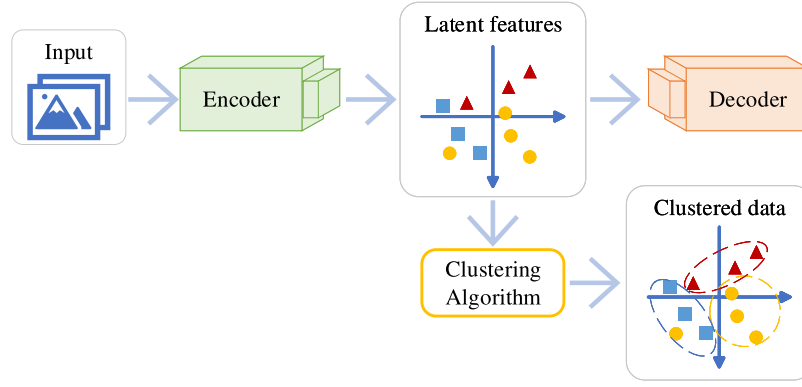 Input
Encoder
Latent features
Decoder
Clustering
Algorithm
Clustered data